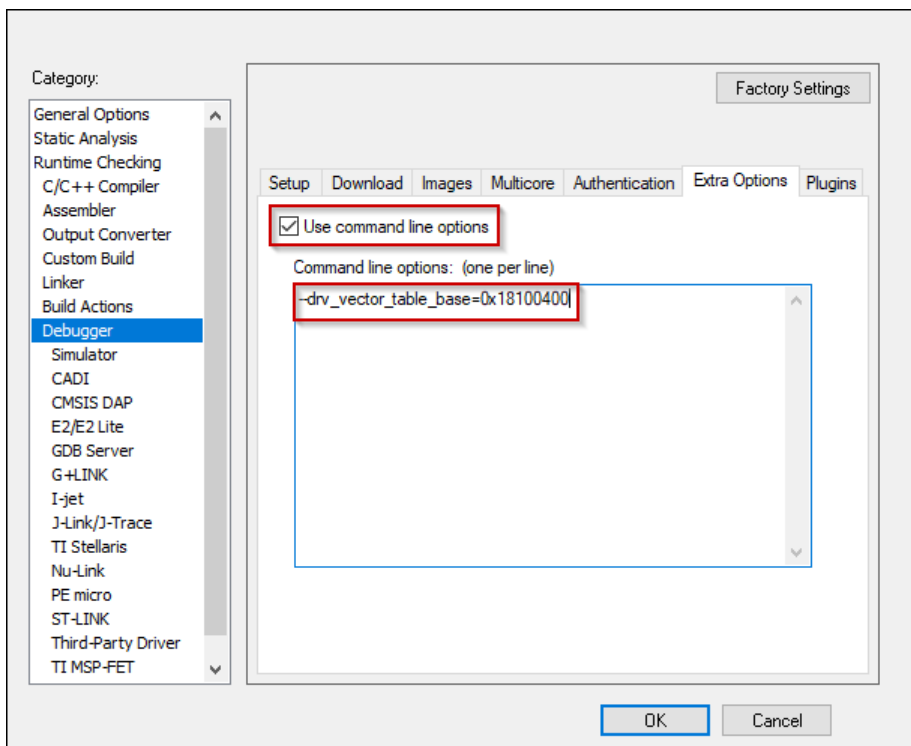 Category:
General Options
Static Analysis
Runtime Checking
C/C++ Compiler
Assembler
Output Converter
Custom Build
Linker
Build Actions
Debugger
Simulator
CADI
CMSIS DAP
E2/E2 Lite
GDB Server
G+LINK
I-jet
J-Link/J-Trace
TI Stellaris
Nu-Link
PE micro
ST-LINK
Third-Party Driver
TI MSP-FET
Factory Settings
Setup Download Images Multicore Authentication Extra Options Plugins
Use command line options
Command line options: (one per line)
--drv_vector_table_base=0x18100400
OK Cancel